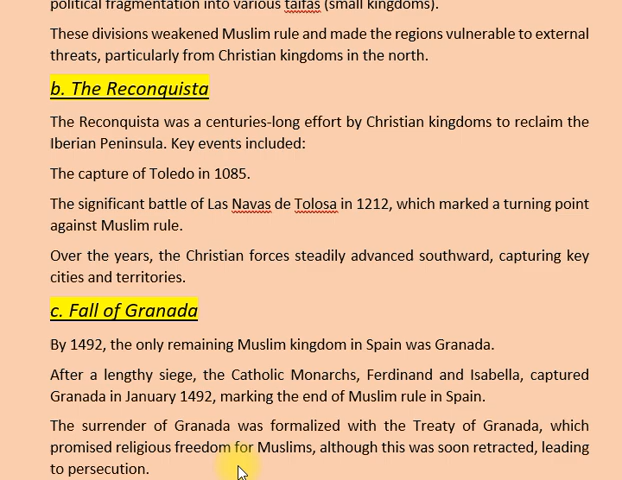 political fragmentation into various taifas (small kingdoms).
These divisions weakened Muslim rule and made the regions vulnerable to external
threats, particularly from Christian kingdoms in the north.
b. The Reconquista
The Reconquista was a centuries-long effort by Christian kingdoms to reclaim the
Iberian Peninsula. Key events included:
The capture of Toledo in 1085.
The significant battle of Las Navas de Tolosa in 1212, which marked a turning point
against Muslim rule.
Over the years, the Christian forces steadily advanced southward, capturing key
cities and territories.
c. Fall of Granada
By 1492, the only remaining Muslim kingdom in Spain was Granada.
After a lengthy siege, the Catholic Monarchs, Ferdinand and Isabella, captured
Granada in January 1492, marking the end of Muslim rule in Spain.
The surrender of Granada was formalized with the Treaty of Granada, which
promised religious freedom for Muslims, although this was soon retracted, leading
to persecution.